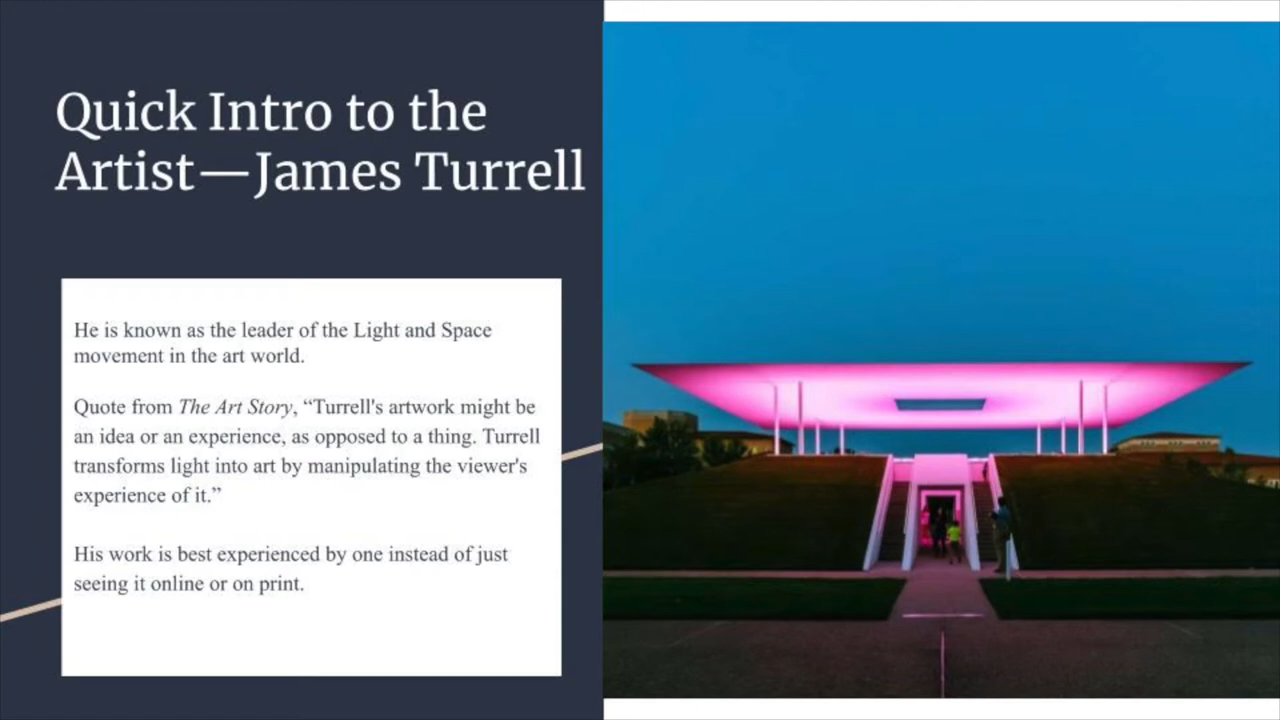 Quick Intro to the
Artist—James Turrell
He is known as the leader of the Light and Space
movement in the art world.
Quote from The Art Story, “Turrell's artwork might be
an idea or an experience, as opposed to a thing. Turrell
transforms light into art by manipulating the viewer's
experience of it.”
His work is best experienced by one instead of just
seeing it online or on print.